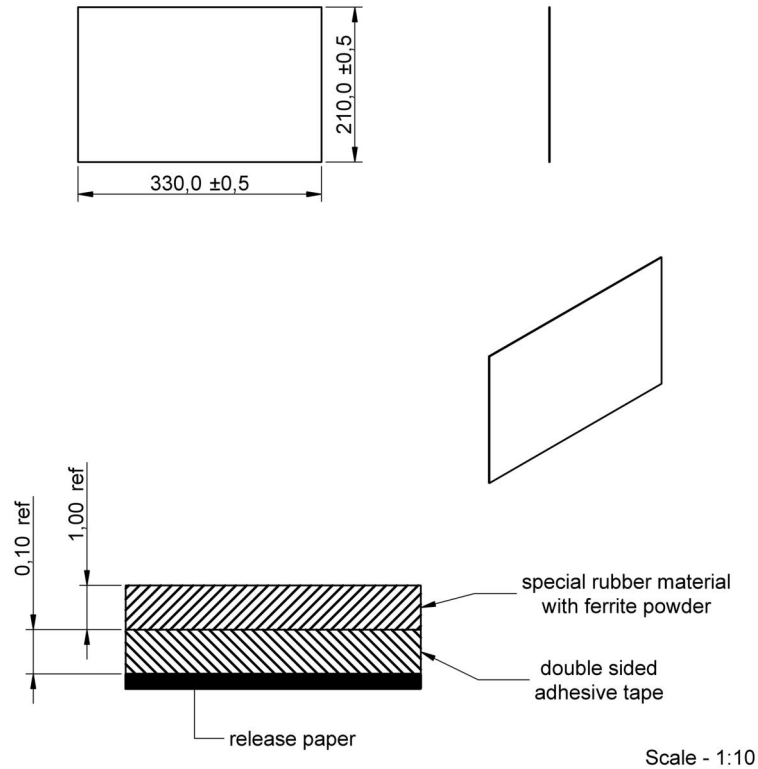 210,0 ±0,5
330,0 ±0,5
0,10 ref
1,00 ref
special rubber material
with ferrite powder
double sided
adhesive tape
release paper
Scale - 1:10